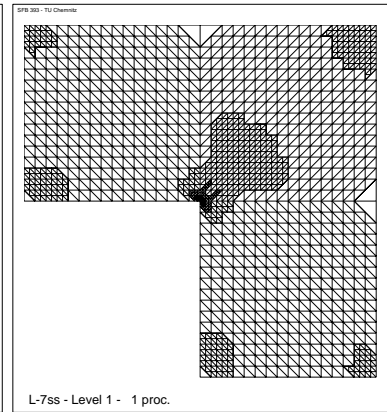 SFB 393 - TU Chemnitz
L-7ss - Level 1 - 1 proc.